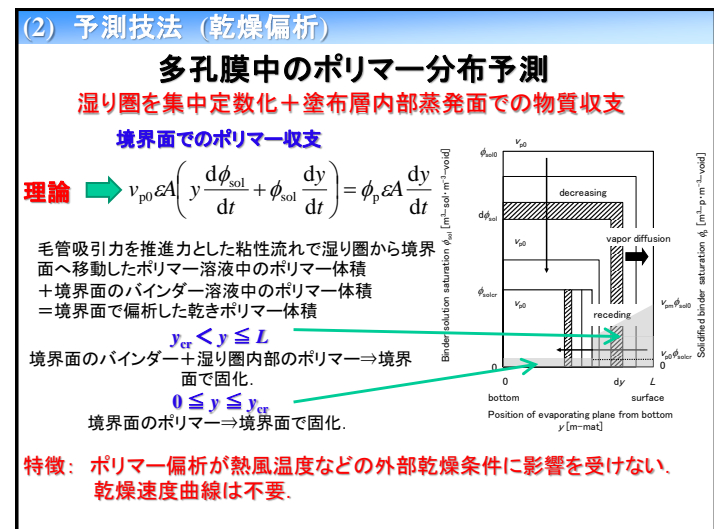 (2) 予測技法 (乾燥偏析)
多孔膜中のポリマー分布予測
湿り圏を集中定数化＋塗布層内部蒸発面での物質収支
境界面でのポリマー収支
理論
v_p0 εA( y dφ_sol/dt + φ_sol dy/dt ) = φ_p εA dy/dt
毛管吸引力を推進力とした粘性流れで湿り圏から境界
面へ移動したポリマー溶液中のポリマー体積
＋境界面のバインダー溶液中のポリマー体積
＝境界面で偏析した乾きポリマー体積
y_cr ＜ y ≦ L
境界面のバインダー＋湿り圏内部のポリマー⇒境界
面で固化.
0 ≦ y ≦ y_cr
境界面のポリマー⇒境界面で固化.
Binder solution saturation ϕ_sol [m³-sol・m⁻³-void]
ϕ_sol0
dϕ_sol
ϕ_solcr
0
v_p0
decreasing
v_p0
vapor diffusion
v_p0
receding
v_pm ϕ_sol0
v_p0 ϕ_solcr
0
Solidified binder saturation ϕ_p [m³-p・m⁻³-void]
0
dy
L
bottom
surface
Position of evaporating plane from bottom
y [m-mat]
特徴： ポリマー偏析が熱風温度などの外部乾燥条件に影響を受けない.
乾燥速度曲線は不要.